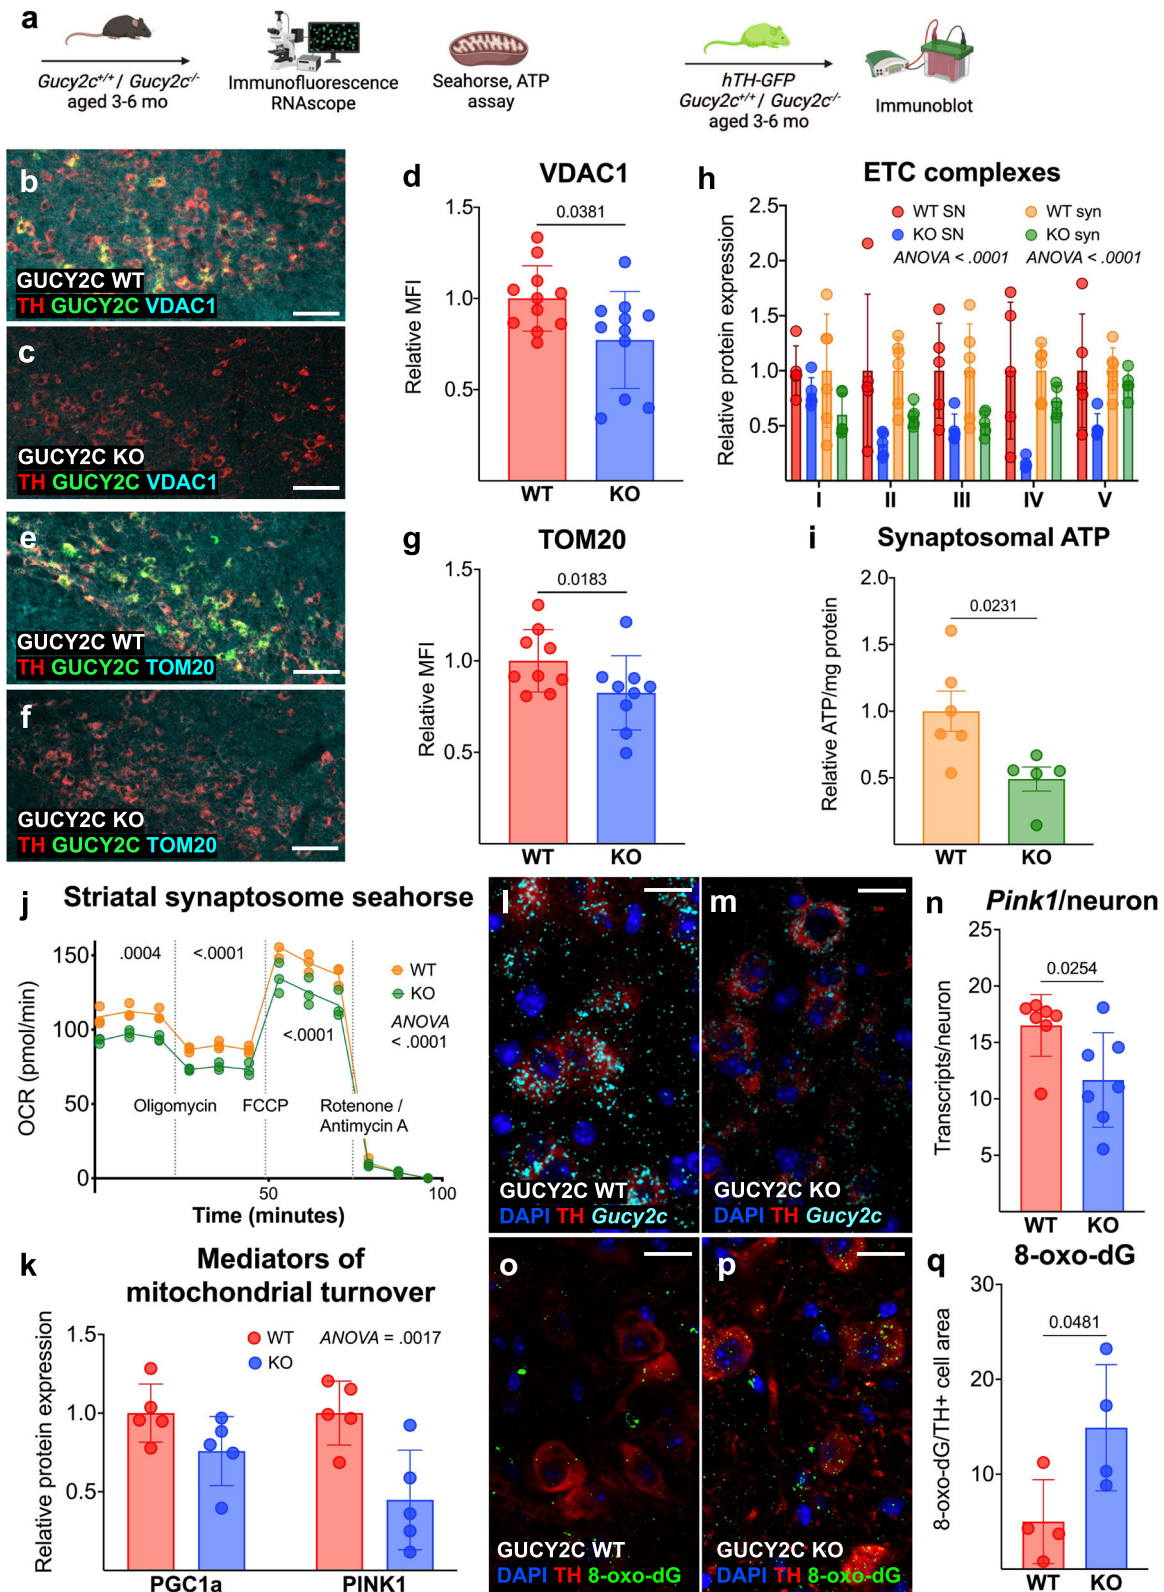 a
Gucy2c+/+ / Gucy2c-/-
aged 3-6 mo
Immunofluorescence
RNAscope
Seahorse, ATP
assay
hTH-GFP
Gucy2c+/+ / Gucy2c-/-
aged 3-6 mo
Immunoblot
b
GUCY2C WT
TH GUCY2C VDAC1
c
GUCY2C KO
TH GUCY2C VDAC1
d
VDAC1
Relative MFI
1.5
1.0
0.5
0.0381
WT KO
h
ETC complexes
Relative protein expression
2.5
2.0
1.5
1.0
0.5
WT SN
KO SN
ANOVA < .0001
WT syn
KO syn
ANOVA < .0001
I II III IV V
e
GUCY2C WT
TH GUCY2C TOM20
f
GUCY2C KO
TH GUCY2C TOM20
g
TOM20
Relative MFI
1.5
1.0
0.5
0.0183
WT KO
i
Synaptosomal ATP
Relative ATP/mg protein
2.0
1.5
1.0
0.5
0.0231
WT KO
j
Striatal synaptosome seahorse
OCR (pmol/min)
150
100
50
0
.0004
<.0001
<.0001
WT
KO
ANOVA
< .0001
Oligomycin
FCCP
Rotenone /
Antimycin A
50 100
Time (minutes)
l
GUCY2C WT
DAPI TH Gucy2c
m
GUCY2C KO
DAPI TH Gucy2c
n
Pink1/neuron
Transcripts/neuron
25
20
15
10
5
0.0254
WT KO
k
Mediators of
mitochondrial turnover
Relative protein expression
1.5
1.0
0.5
WT
KO
ANOVA = .0017
PGC1a PINK1
o
GUCY2C WT
DAPI TH 8-oxo-dG
p
GUCY2C KO
DAPI TH 8-oxo-dG
q
8-oxo-dG
8-oxo-dG/TH+ cell area
30
20
10
0.0481
WT KO